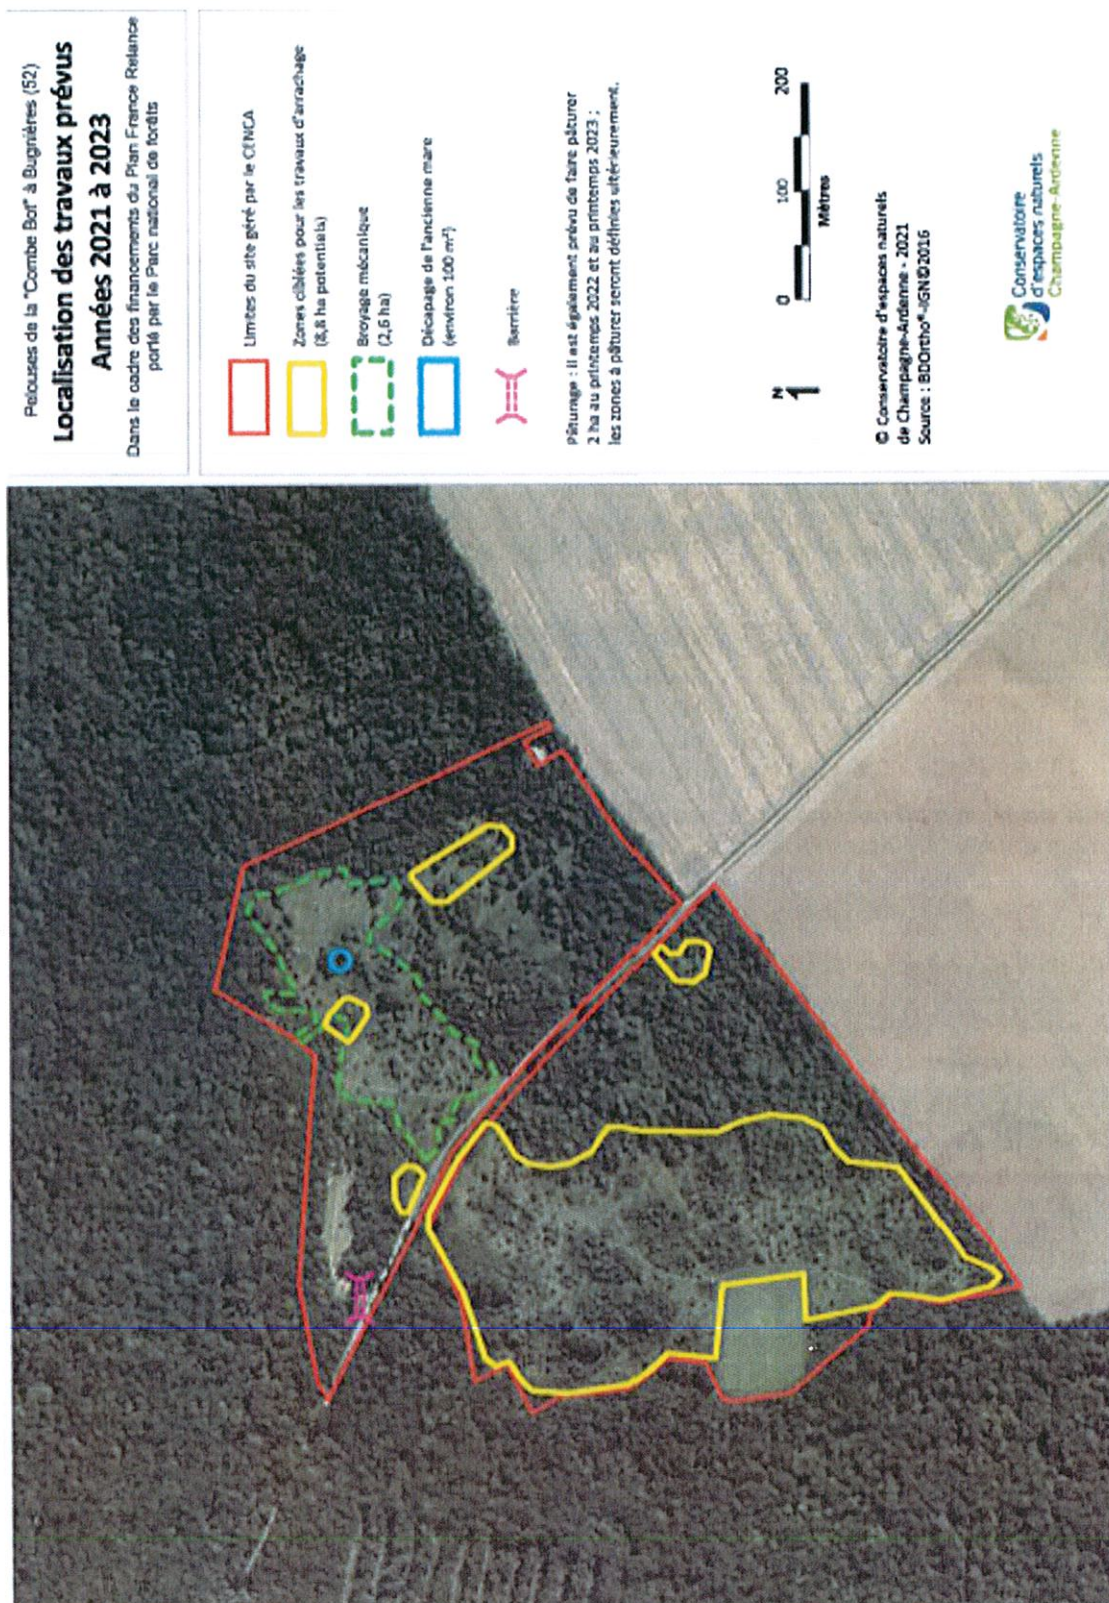 Pelouses de la "Combe Bot" à Bugnières (52)
Localisation des travaux prévus
Années 2021 à 2023
Dans le cadre des financements du Plan France Relance
porté par le Parc national de forêts
Limites du site géré par le CENCA
Zones ciblées pour les travaux d'arrachage
(8,8 ha potentiels)
Broyage mécanique
(2,6 ha)
Décapage de l'ancienne mare
(environ 100 m²)
Barrière
Pâturage : il est également prévu de faire pâturer
2 ha au printemps 2022 et au printemps 2023 ;
les zones à pâturer seront définies ultérieurement.
N
0 100 200
Mètres
© Conservatoire d'espaces naturels
de Champagne-Ardenne - 2021
Source : BDOrtho®-IGN©2016
Conservatoire
d'espaces naturels
Champagne-Ardenne